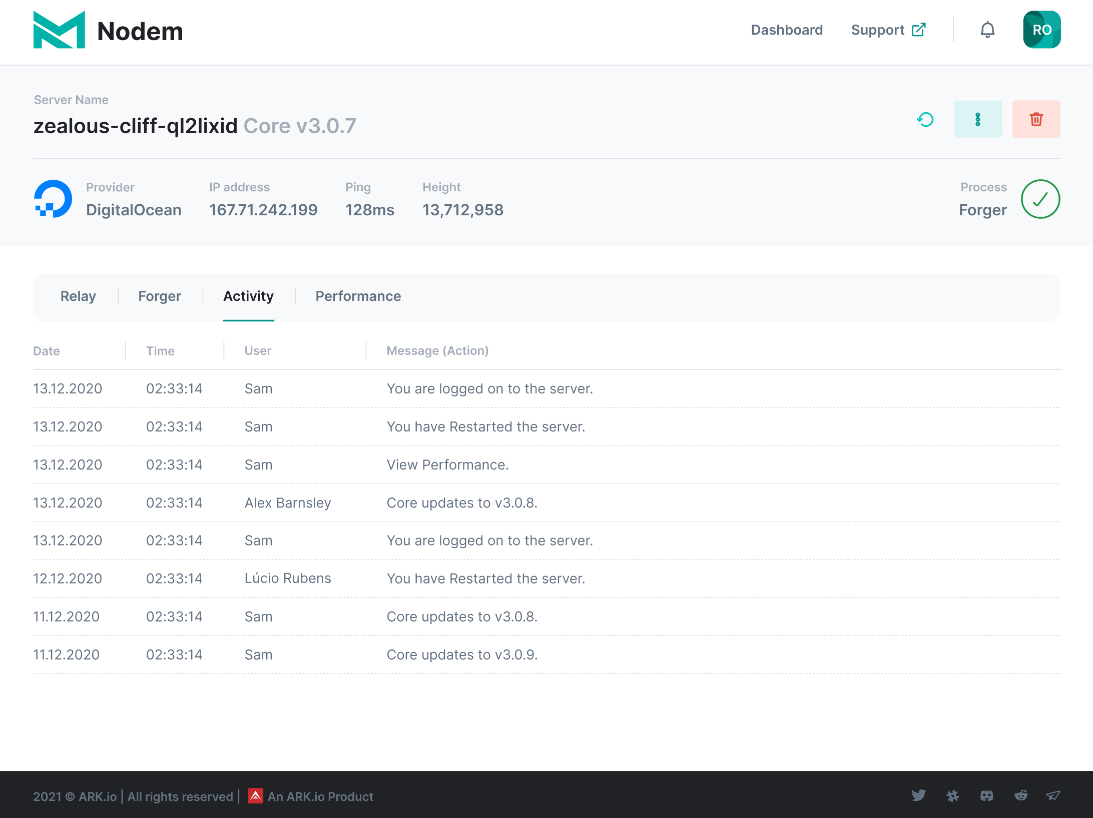 Nodem
Dashboard Support RO
Server Name
zealous-cliff-ql2lixid Core v3.0.7
Provider IP address Ping Height Process
DigitalOcean 167.71.242.199 128ms 13,712,958 Forger
Relay Forger Activity Performance
Date Time User Message (Action)
13.12.2020 02:33:14 Sam You are logged on to the server.
13.12.2020 02:33:14 Sam You have Restarted the server.
13.12.2020 02:33:14 Sam View Performance.
13.12.2020 02:33:14 Alex Barnsley Core updates to v3.0.8.
13.12.2020 02:33:14 Sam You are logged on to the server.
12.12.2020 02:33:14 Lúcio Rubens You have Restarted the server.
11.12.2020 02:33:14 Sam Core updates to v3.0.8.
11.12.2020 02:33:14 Sam Core updates to v3.0.9.
2021 © ARK.io | All rights reserved | An ARK.io Product